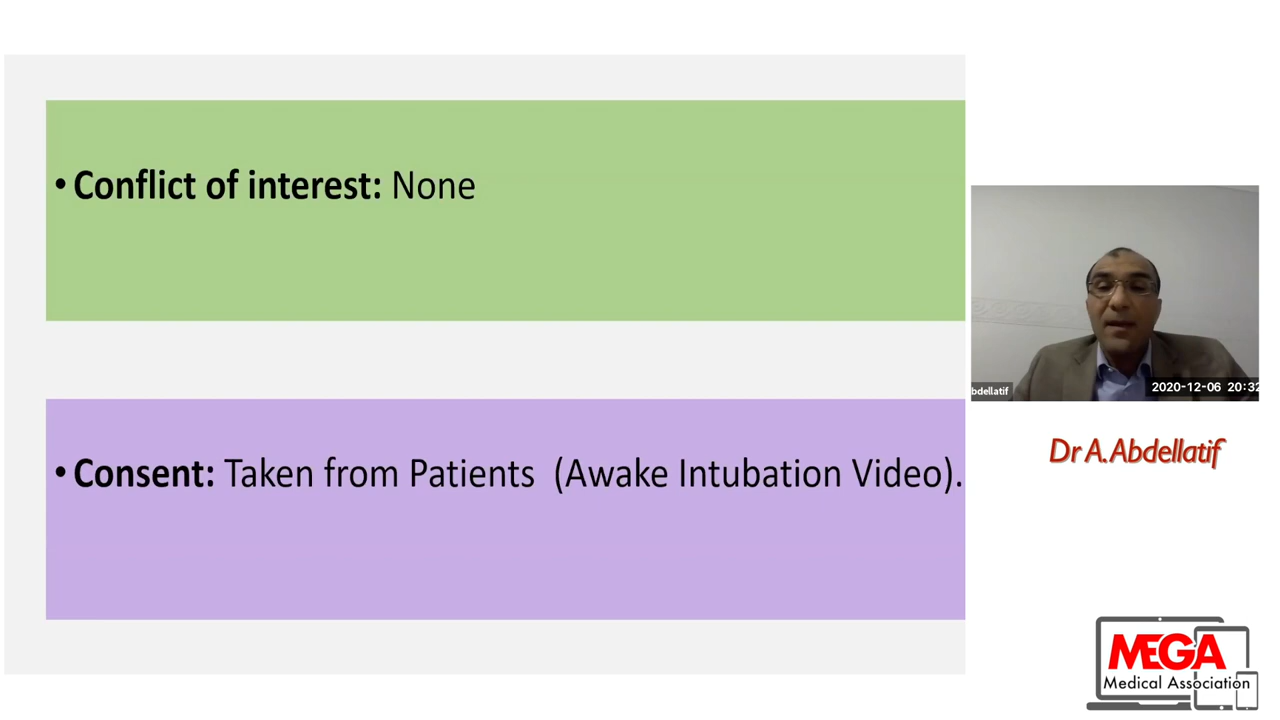 • Conflict of interest: None
• Consent: Taken from Patients (Awake Intubation Video).
bdellatif
2020-12-06 20:32
Dr A.Abdellatif
MEGA
Medical Association